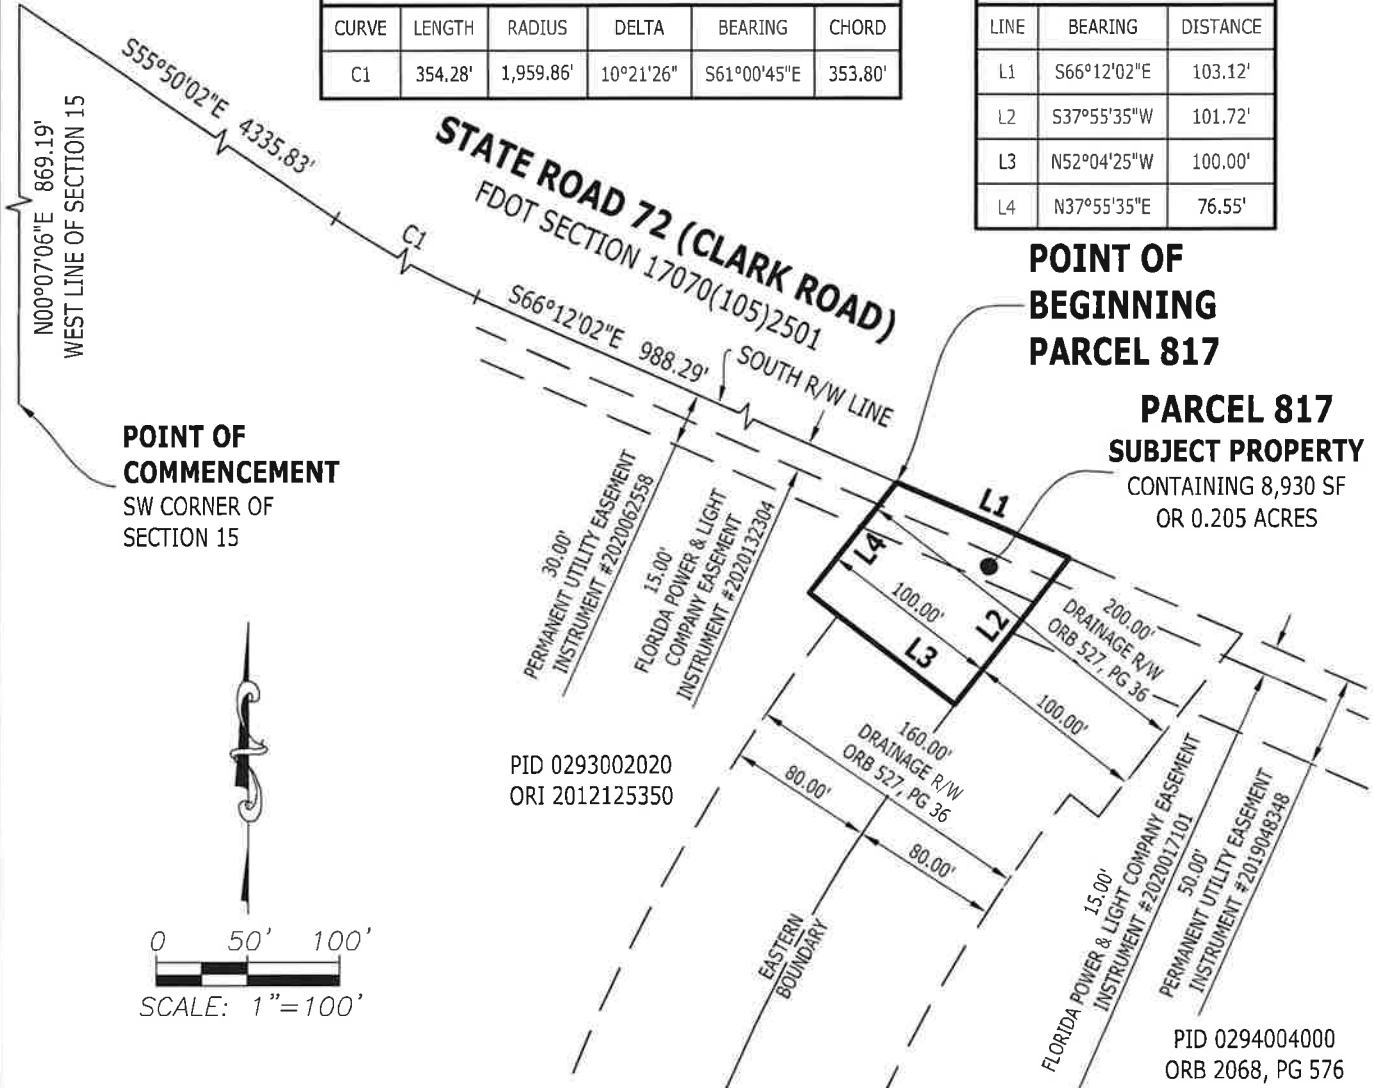 CURVE LENGTH RADIUS DELTA BEARING CHORD
C1 354.28' 1,959.86' 10°21'26" S61°00'45"E 353.80'
LINE BEARING DISTANCE
L1 S66°12'02"E 103.12'
L2 S37°55'35"W 101.72'
L3 N52°04'25"W 100.00'
L4 N37°55'35"E 76.55'
S55°50'02"E 4335.83'
N00°07'06"E 869.19'
WEST LINE OF SECTION 15
STATE ROAD 72 (CLARK ROAD)
FDOT SECTION 17070(105)2501
C1
S66°12'02"E 988.29'
SOUTH R/W LINE
POINT OF
BEGINNING
PARCEL 817
PARCEL 817
SUBJECT PROPERTY
CONTAINING 8,930 SF
OR 0.205 ACRES
POINT OF
COMMENCEMENT
SW CORNER OF
SECTION 15
30.00'
PERMANENT UTILITY EASEMENT
INSTRUMENT #2020062558
15.00'
FLORIDA POWER & LIGHT
COMPANY EASEMENT
INSTRUMENT #2020132304
L1
L4
100.00'
L2
L3
200.00'
DRAINAGE R/W
ORB 527, PG 36
100.00'
160.00'
DRAINAGE R/W
ORB 527, PG 36
80.00'
80.00'
PID 0293002020
ORI 2012125350
EASTERN
BOUNDARY
15.00'
FLORIDA POWER & LIGHT COMPANY EASEMENT
INSTRUMENT #2020017101
50.00'
PERMANENT UTILITY EASEMENT
INSTRUMENT #2019048348
PID 0294004000
ORB 2068, PG 576
0 50' 100'
SCALE: 1"=100'